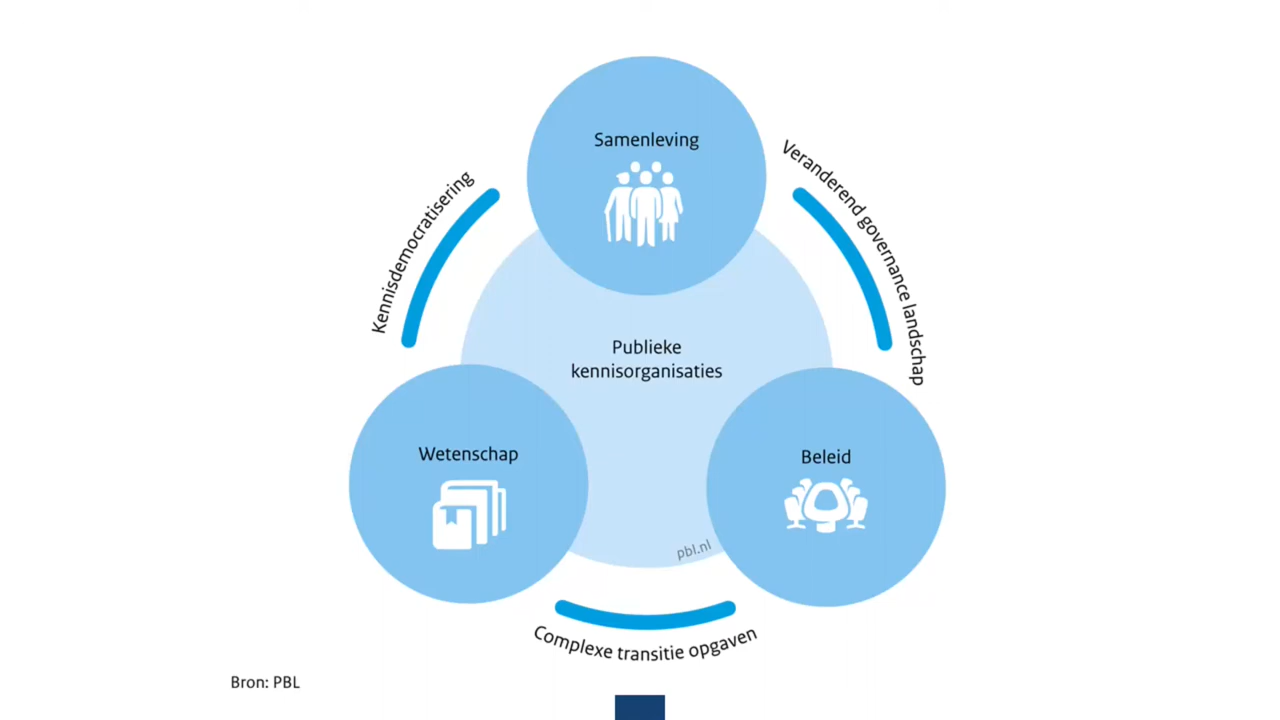 Samenleving
Kennisdemocratisering
Veranderend governance landschap
Publieke
kennisorganisaties
Wetenschap
Beleid
pbl.nl
Complexe transitie opgaven
Bron: PBL